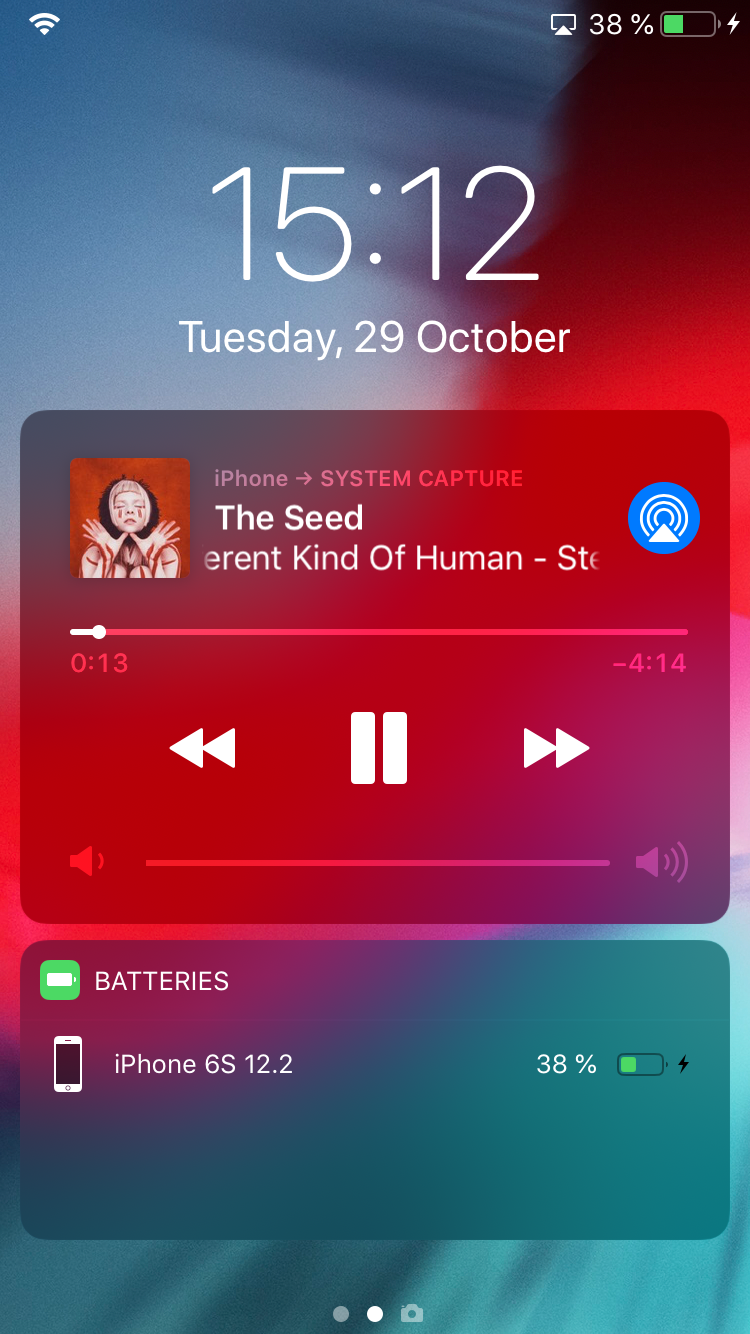 38 %
15:12
Tuesday, 29 October
iPhone → SYSTEM CAPTURE
The Seed
erent Kind Of Human - Ste
0:13
−4:14
BATTERIES
iPhone 6S 12.2
38 %